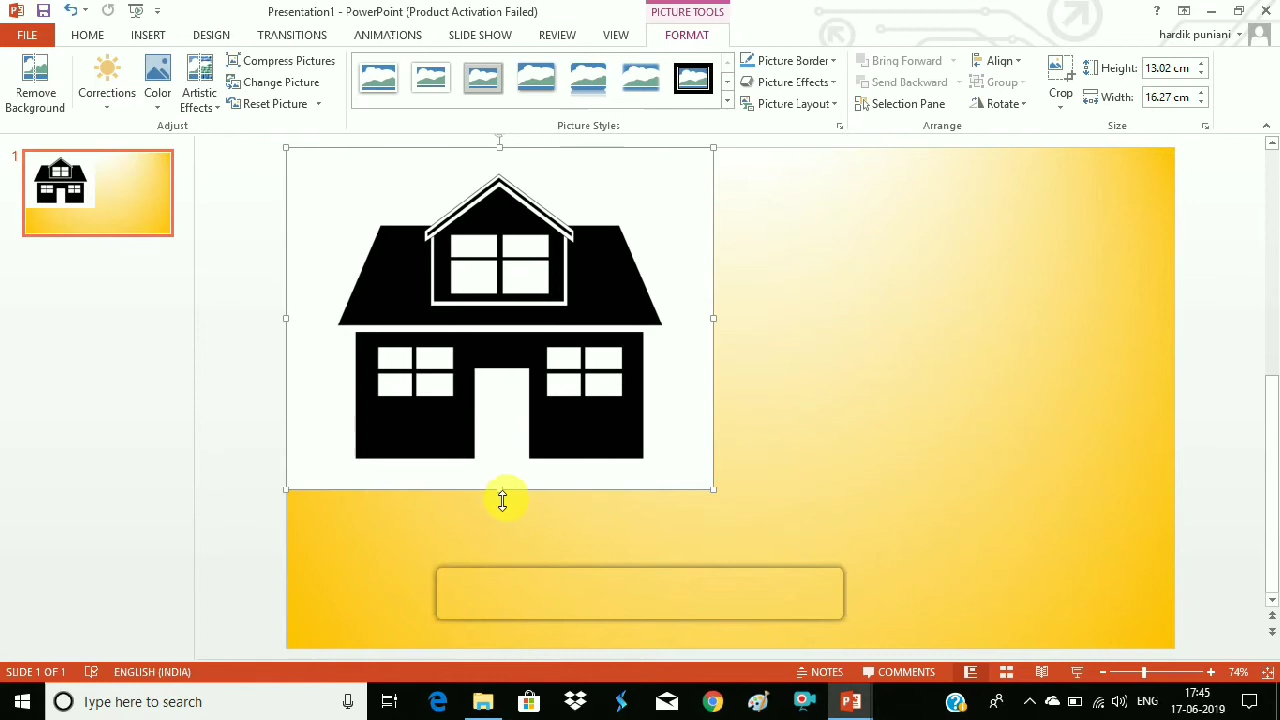 Presentation1 - PowerPoint (Product Activation Failed)
PICTURE TOOLS
?
FILE
HOME
INSERT
DESIGN
TRANSITIONS
ANIMATIONS
SLIDE SHOW
REVIEW
VIEW
FORMAT
hardik puniani
Remove Background
Corrections
Color
Artistic Effects
Compress Pictures
Change Picture
Reset Picture
Adjust
Picture Styles
Picture Border
Picture Effects
Picture Layout
Bring Forward
Send Backward
Selection Pane
Align
Group
Rotate
Arrange
Crop
Height: 13.02 cm
Width: 16.27 cm
Size
1
SLIDE 1 OF 1
ENGLISH (INDIA)
NOTES
COMMENTS
74%
Type here to search
ENG
17:45
17-06-2019